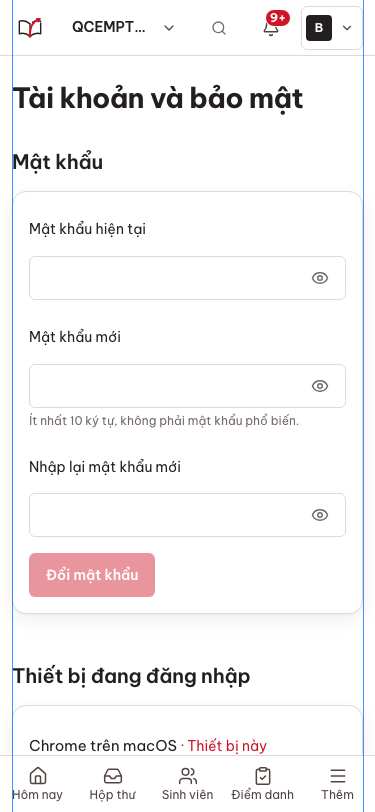 QCEMPT...
9+
B
Tài khoản và bảo mật
Mật khẩu
Mật khẩu hiện tại
Mật khẩu mới
Ít nhất 10 ký tự, không phải mật khẩu phổ biến.
Nhập lại mật khẩu mới
Đổi mật khẩu
Thiết bị đang đăng nhập
Chrome trên macOS · Thiết bị này
Hôm nay Hộp thư Sinh viên Điểm danh Thêm